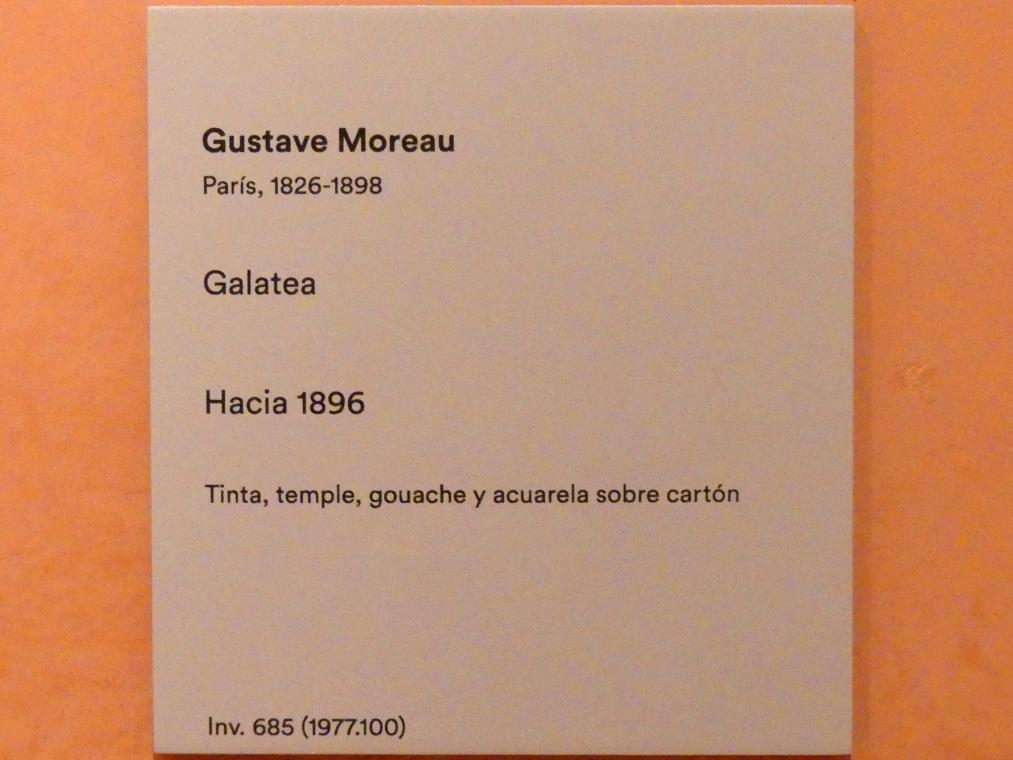 Gustave Moreau
París, 1826-1898
Galatea
Hacia 1896
Tinta, temple, gouache y acuarela sobre cartón
Inv. 685 (1977.100)